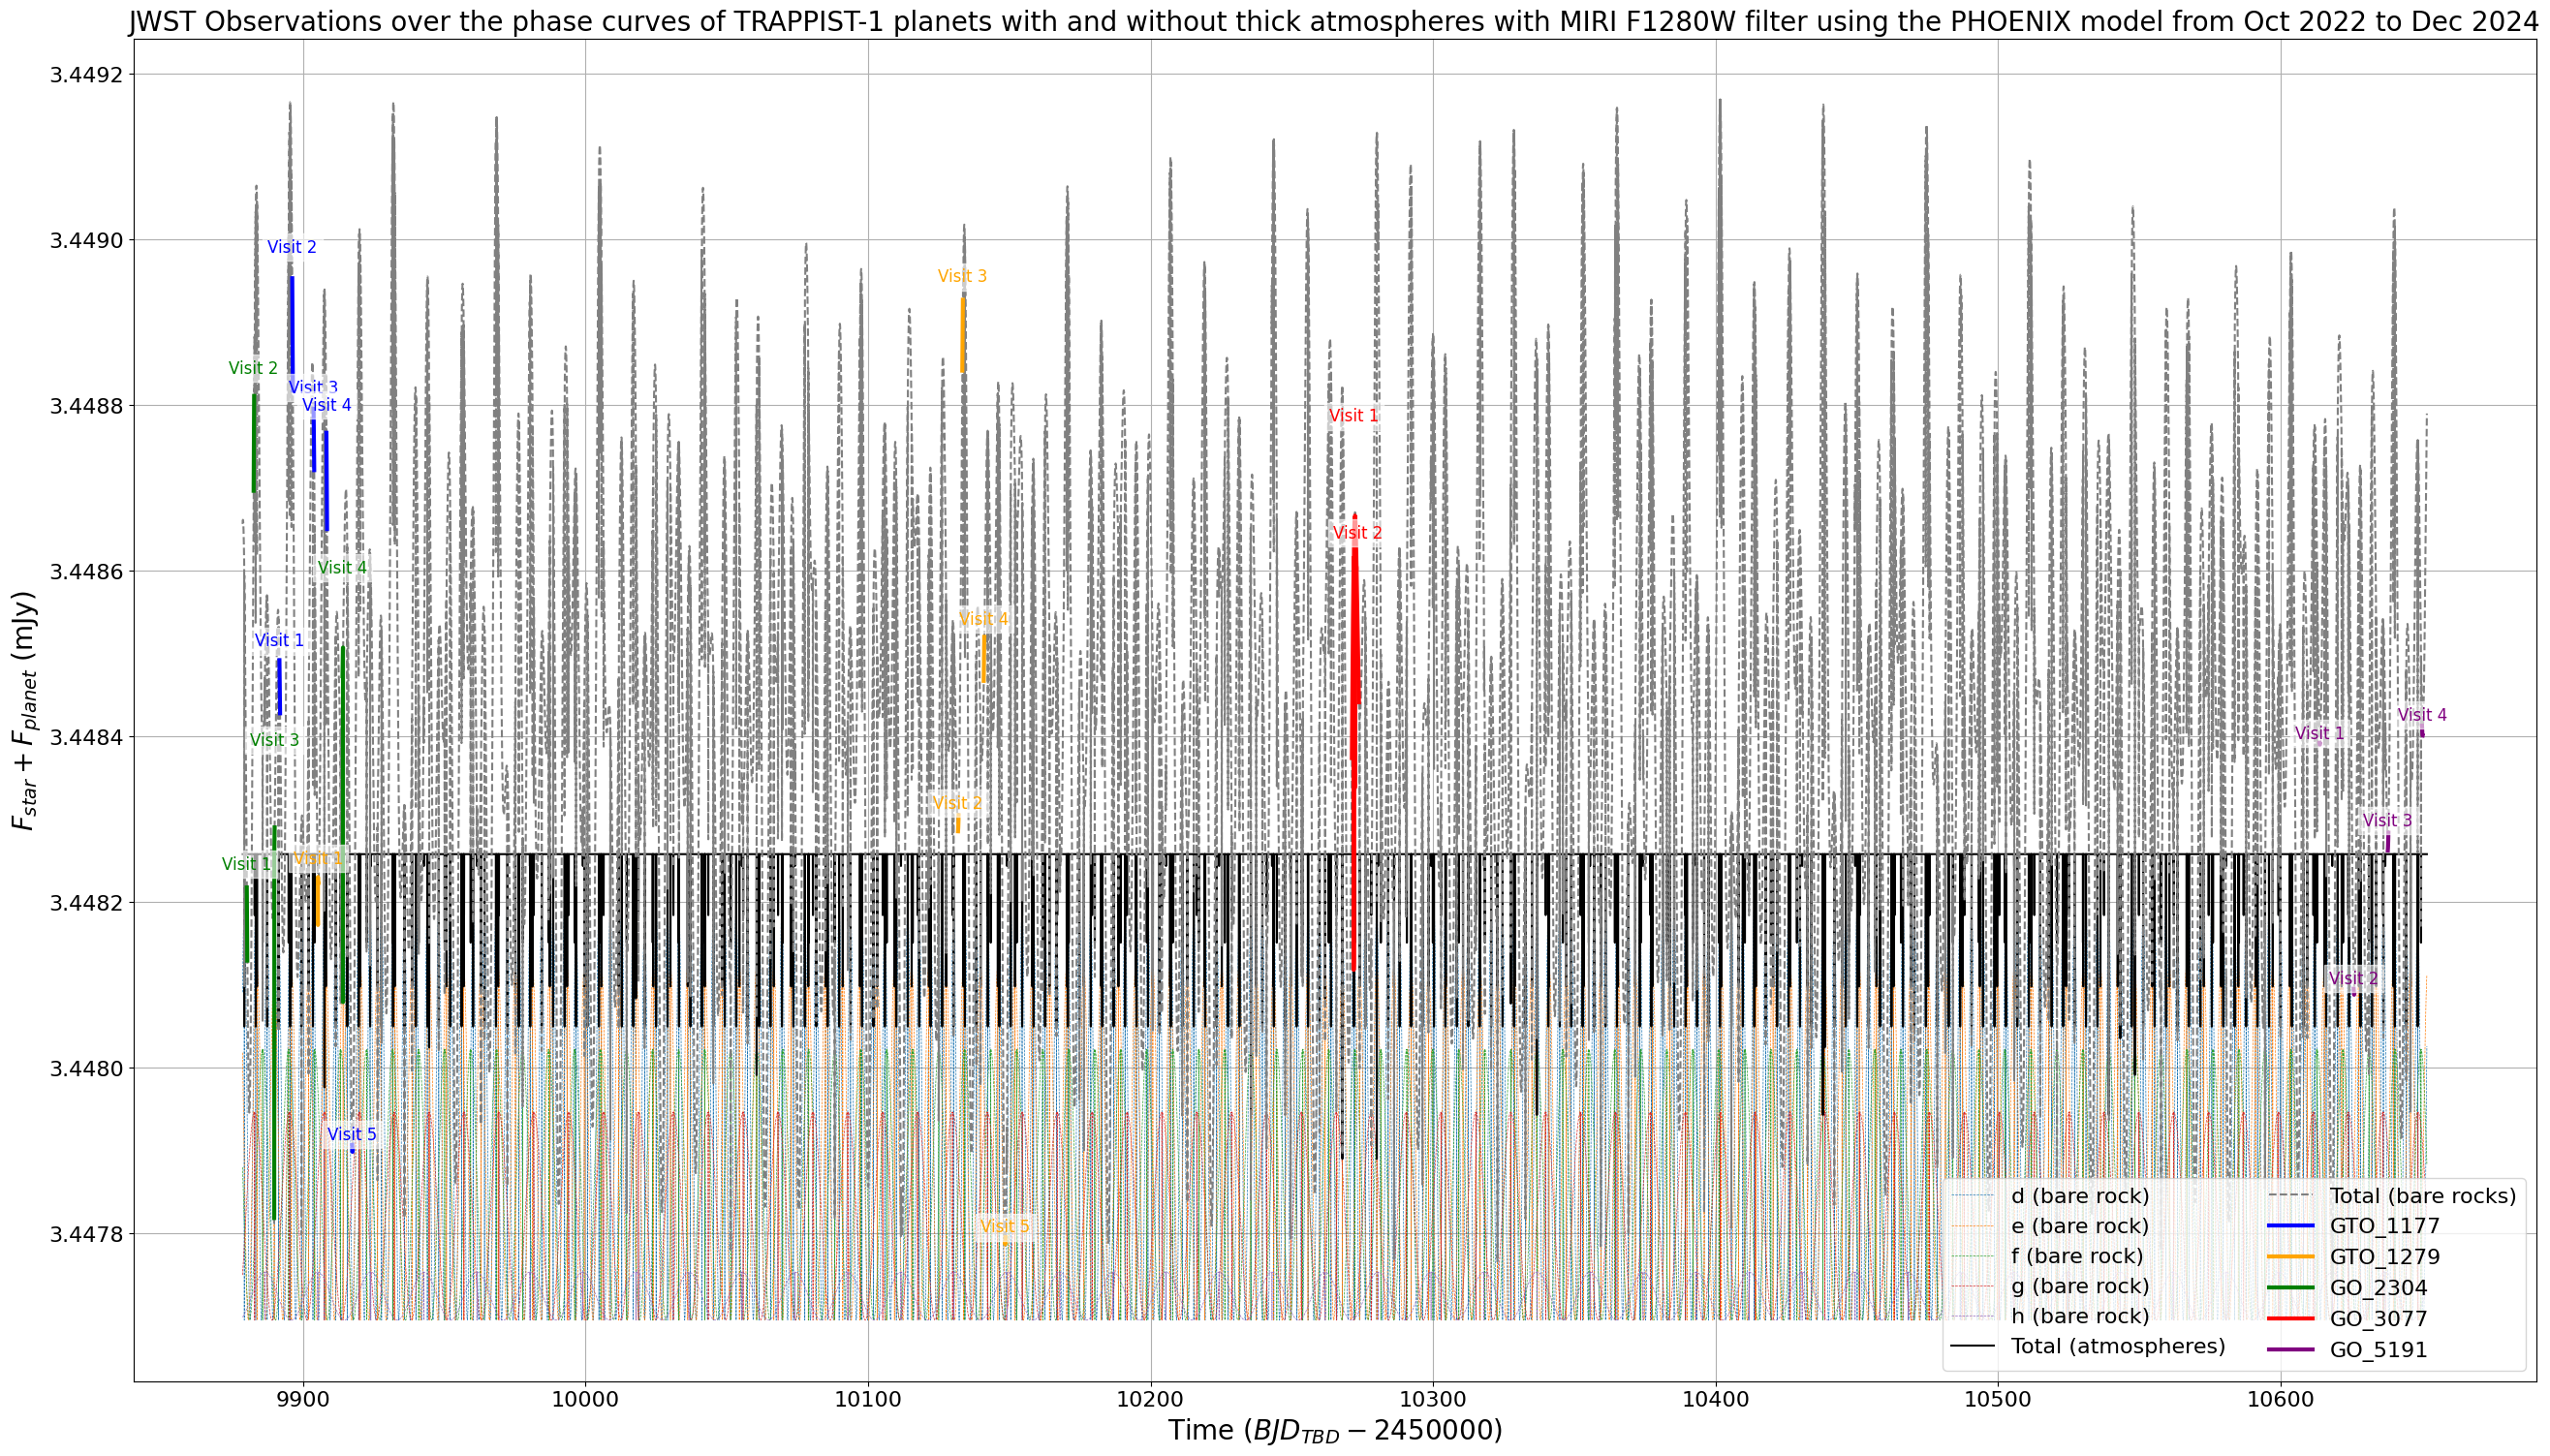 JWST Observations over the phase curves of TRAPPIST-1 planets with and without thick atmospheres with MIRI F1280W filter using the PHOENIX model from Oct 2022 to Dec 2024
3.4492
3.4490
3.4488
3.4486
3.4484
3.4482
3.4480
3.4478
F_star + F_planet (mJy)
Visit 2
Visit 3
Visit 2
Visit 3
Visit 4
Visit 1
Visit 2
Visit 4
Visit 4
Visit 1
Visit 4
Visit 1
Visit 3
Visit 2
Visit 3
Visit 1
Visit 1
Visit 2
Visit 5
Visit 5
d (bare rock)
e (bare rock)
f (bare rock)
g (bare rock)
h (bare rock)
Total (atmospheres)
Total (bare rocks)
GTO_1177
GTO_1279
GO_2304
GO_3077
GO_5191
9900
10000
10100
10200
10300
10400
10500
10600
Time (BJD_TBD − 2450000)